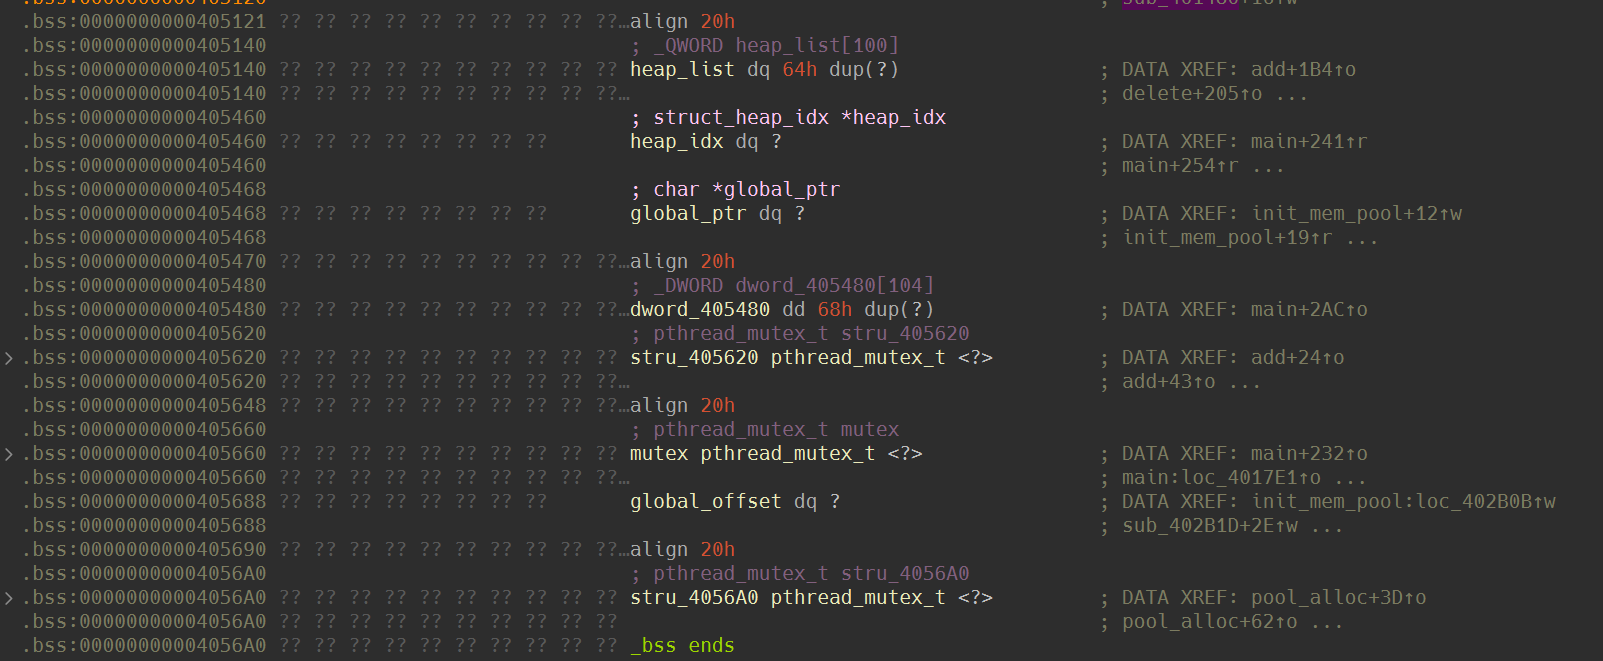 .bss:0000000000405120 ; sub_401480+18↑w
.bss:0000000000405121 ?? ?? ?? ?? ?? ?? ?? ?? ?? ??…align 20h
.bss:0000000000405140 ; _QWORD heap_list[100]
.bss:0000000000405140 ?? ?? ?? ?? ?? ?? ?? ?? ?? ?? heap_list dq 64h dup(?) ; DATA XREF: add+1B4↑o
.bss:0000000000405140 ?? ?? ?? ?? ?? ?? ?? ?? ?? ??… ; delete+205↑o ...
.bss:0000000000405460 ; struct_heap_idx *heap_idx
.bss:0000000000405460 ?? ?? ?? ?? ?? ?? ?? ?? heap_idx dq ? ; DATA XREF: main+241↑r
.bss:0000000000405460 ; main+254↑r ...
.bss:0000000000405468 ; char *global_ptr
.bss:0000000000405468 ?? ?? ?? ?? ?? ?? ?? ?? global_ptr dq ? ; DATA XREF: init_mem_pool+12↑w
.bss:0000000000405468 ; init_mem_pool+19↑r ...
.bss:0000000000405470 ?? ?? ?? ?? ?? ?? ?? ?? ?? ??…align 20h
.bss:0000000000405480 ; _DWORD dword_405480[104]
.bss:0000000000405480 ?? ?? ?? ?? ?? ?? ?? ?? ?? ??…dword_405480 dd 68h dup(?) ; DATA XREF: main+2AC↑o
.bss:0000000000405620 ; pthread_mutex_t stru_405620
.bss:0000000000405620 ?? ?? ?? ?? ?? ?? ?? ?? ?? ?? stru_405620 pthread_mutex_t <?> ; DATA XREF: add+24↑o
.bss:0000000000405620 ?? ?? ?? ?? ?? ?? ?? ?? ?? ??… ; add+43↑o ...
.bss:0000000000405648 ?? ?? ?? ?? ?? ?? ?? ?? ?? ??…align 20h
.bss:0000000000405660 ; pthread_mutex_t mutex
.bss:0000000000405660 ?? ?? ?? ?? ?? ?? ?? ?? ?? ?? mutex pthread_mutex_t <?> ; DATA XREF: main+232↑o
.bss:0000000000405660 ?? ?? ?? ?? ?? ?? ?? ?? ?? ??… ; main:loc_4017E1↑o ...
.bss:0000000000405688 ?? ?? ?? ?? ?? ?? ?? ?? global_offset dq ? ; DATA XREF: init_mem_pool:loc_402B0B↑w
.bss:0000000000405688 ; sub_402B1D+2E↑w ...
.bss:0000000000405690 ?? ?? ?? ?? ?? ?? ?? ?? ?? ??…align 20h
.bss:00000000004056A0 ; pthread_mutex_t stru_4056A0
.bss:00000000004056A0 ?? ?? ?? ?? ?? ?? ?? ?? ?? ?? stru_4056A0 pthread_mutex_t <?> ; DATA XREF: pool_alloc+3D↑o
.bss:00000000004056A0 ?? ?? ?? ?? ?? ?? ?? ?? ?? ?? ; pool_alloc+62↑o ...
.bss:00000000004056A0 ?? ?? ?? ?? ?? ?? ?? ?? ?? ?? _bss ends